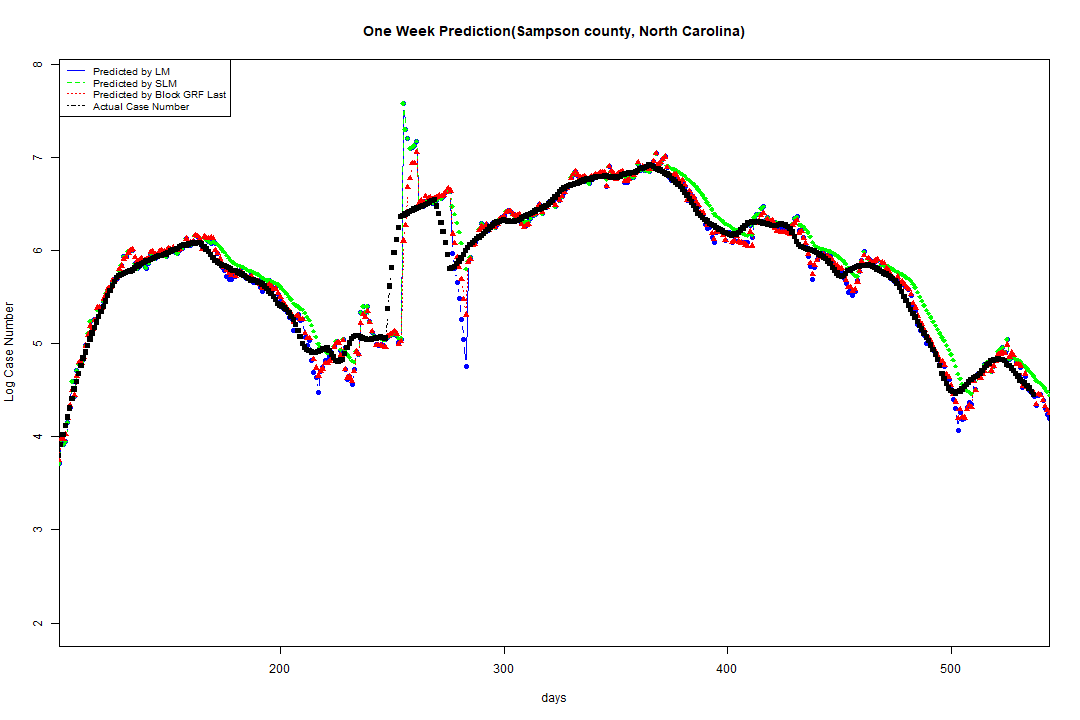 One Week Prediction(Sampson county, North Carolina)
Predicted by LM
Predicted by SLM
Predicted by Block GRF Last
Actual Case Number
8
7
6
5
4
3
2
Log Case Number
200 300 400 500
days